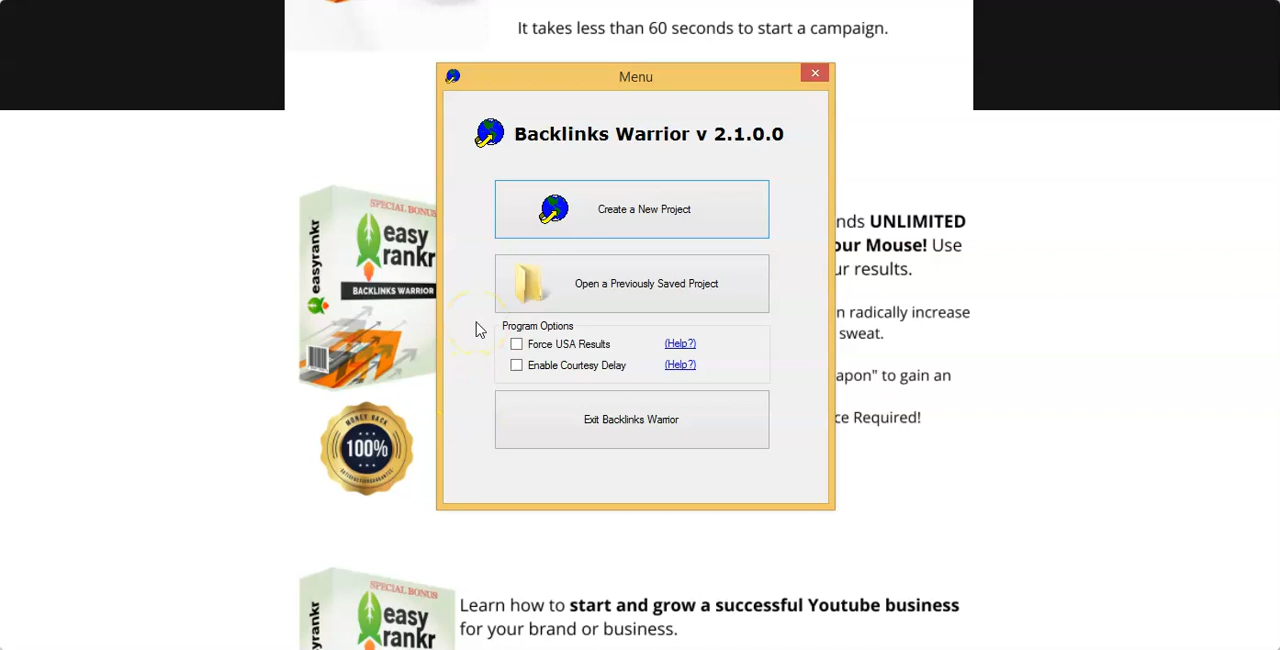 It takes less than 60 seconds to start a campaign.
Menu
Backlinks Warrior v 2.1.0.0
Create a New Project
Open a Previously Saved Project
Program Options
Force USA Results
(Help?)
Enable Courtesy Delay
(Help?)
Exit Backlinks Warrior
SPECIAL BONUS
easyrankr
easy
rankr
BACKLINKS WARRIOR
MONEY BACK
100%
nds UNLIMITED
our Mouse! Use
ur results.
n radically increase
sweat.
apon" to gain an
ce Required!
SPECIAL BONUS
easy
rankr
Learn how to start and grow a successful Youtube business
for your brand or business.